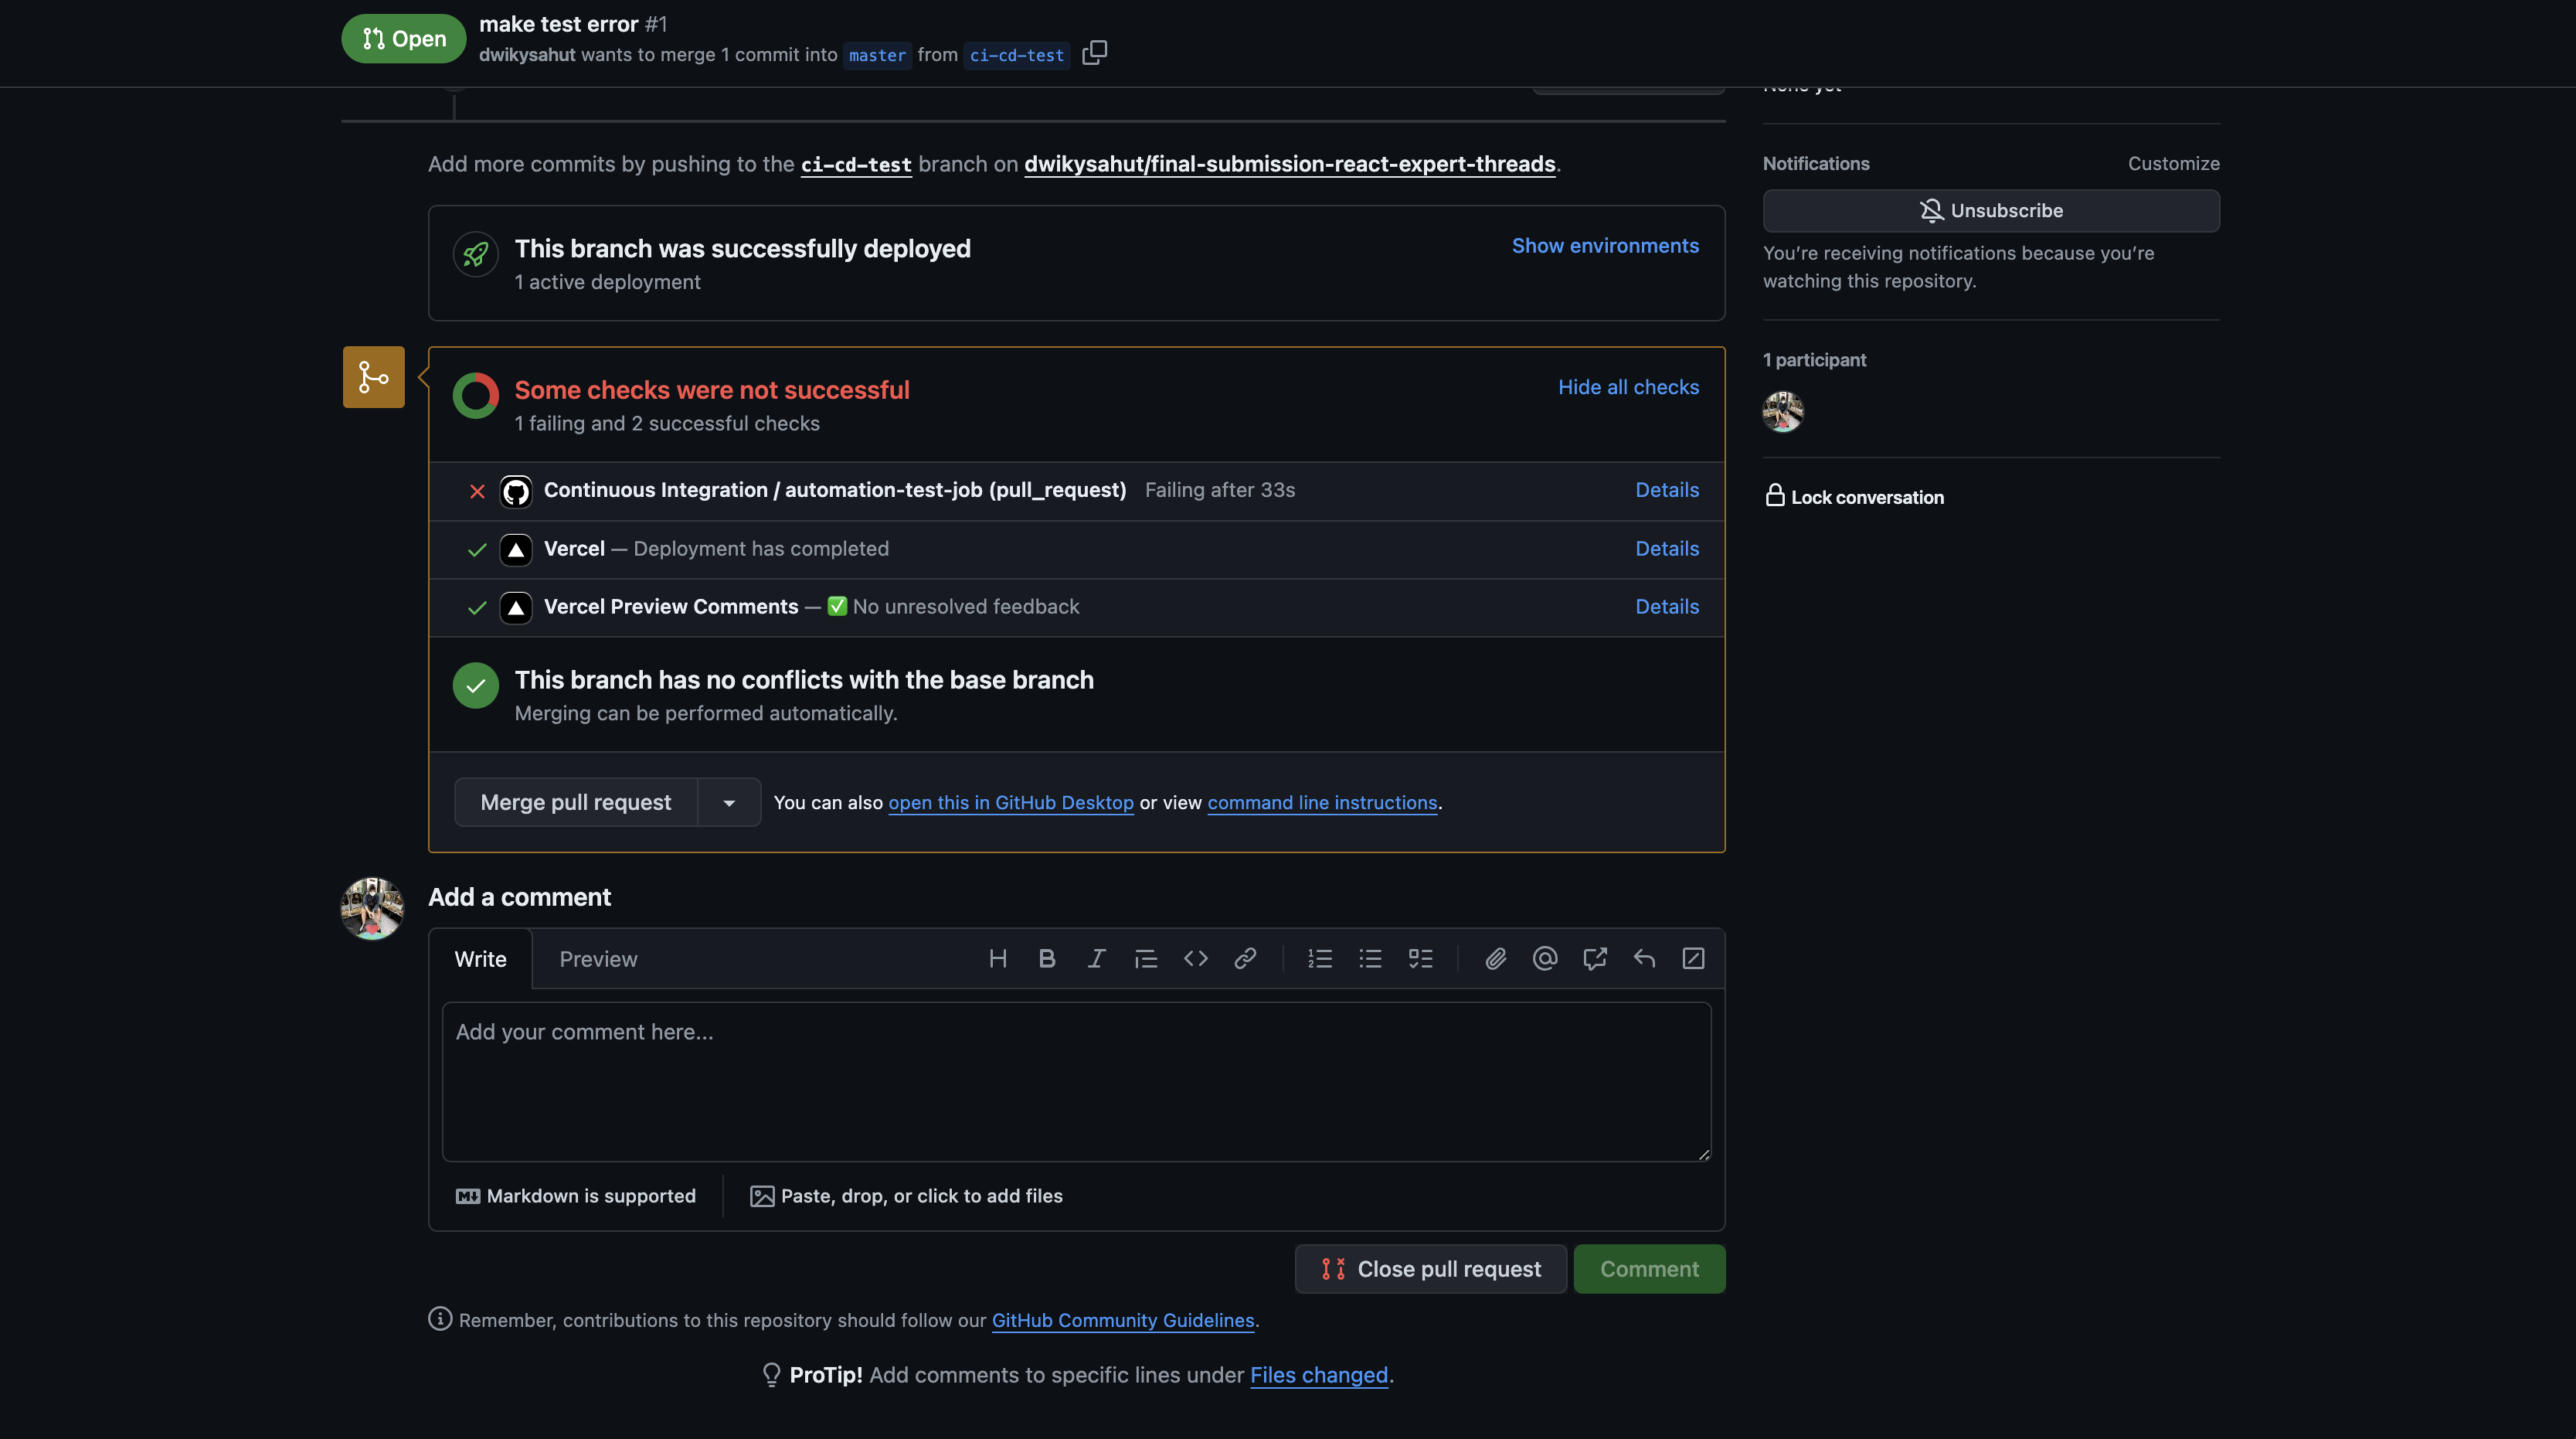 Open
make test error #1
dwikysahut wants to merge 1 commit into master from ci-cd-test
Add more commits by pushing to the ci-cd-test branch on dwikysahut/final-submission-react-expert-threads.
This branch was successfully deployed
Show environments
1 active deployment
Some checks were not successful
Hide all checks
1 failing and 2 successful checks
Continuous Integration / automation-test-job (pull_request) Failing after 33s
Details
Vercel — Deployment has completed
Details
Vercel Preview Comments — ✅ No unresolved feedback
Details
This branch has no conflicts with the base branch
Merging can be performed automatically.
Merge pull request
You can also open this in GitHub Desktop or view command line instructions.
Add a comment
Write
Preview
Add your comment here...
Markdown is supported
Paste, drop, or click to add files
Close pull request
Comment
Remember, contributions to this repository should follow our GitHub Community Guidelines.
ProTip! Add comments to specific lines under Files changed.
None yet
Notifications
Customize
Unsubscribe
You're receiving notifications because you're
watching this repository.
1 participant
Lock conversation